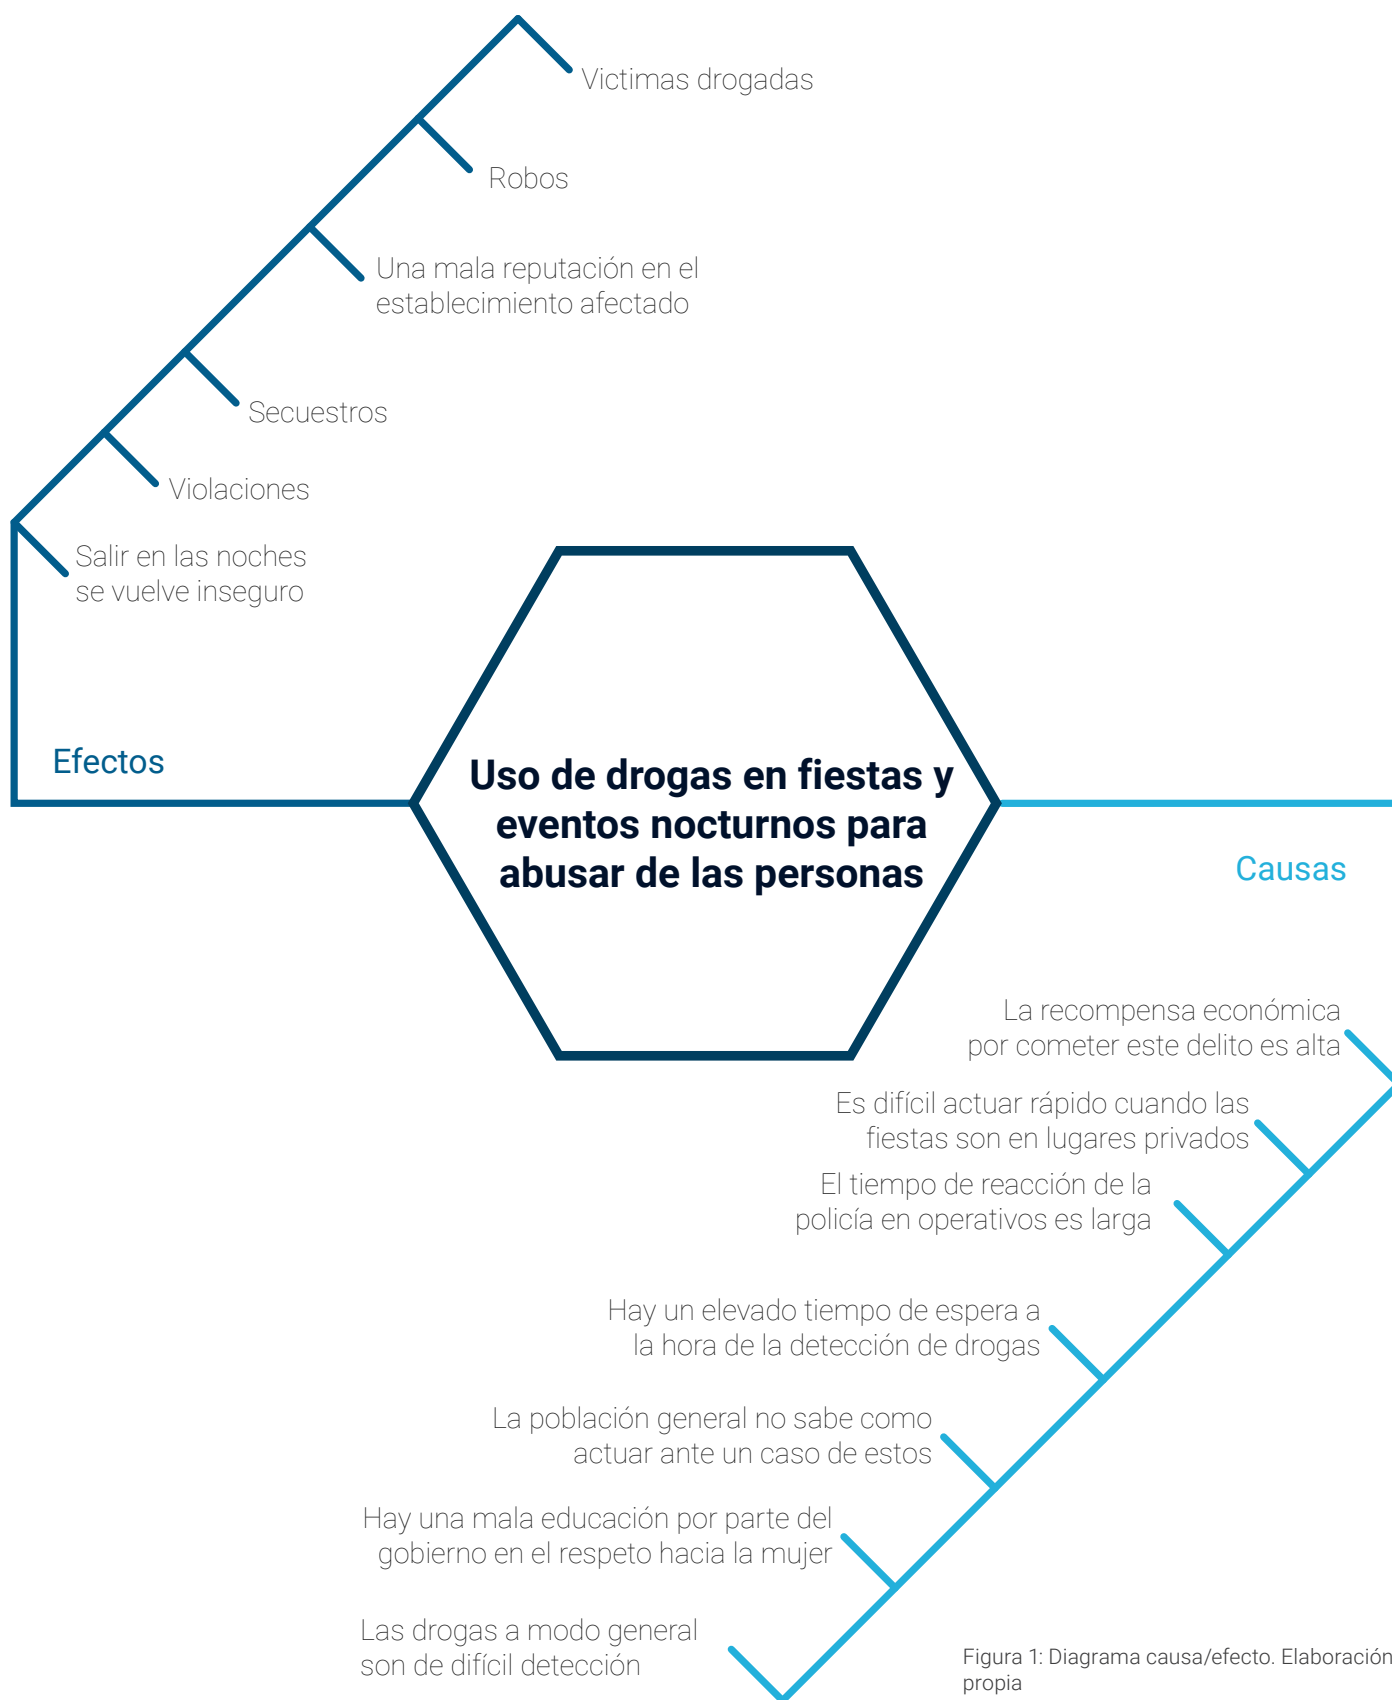 Victimas drogadas
Robos
Una mala reputación en el
establecimiento afectado
Secuestros
Violaciones
Salir en las noches
se vuelve inseguro
Efectos
Uso de drogas en fiestas y
eventos nocturnos para
abusar de las personas
Causas
La recompensa económica
por cometer este delito es alta
Es difícil actuar rápido cuando las
fiestas son en lugares privados
El tiempo de reacción de la
policía en operativos es larga
Hay un elevado tiempo de espera a
la hora de la detección de drogas
La población general no sabe como
actuar ante un caso de estos
Hay una mala educación por parte del
gobierno en el respeto hacia la mujer
Las drogas a modo general
son de difícil detección
Figura 1: Diagrama causa/efecto. Elaboración
propia